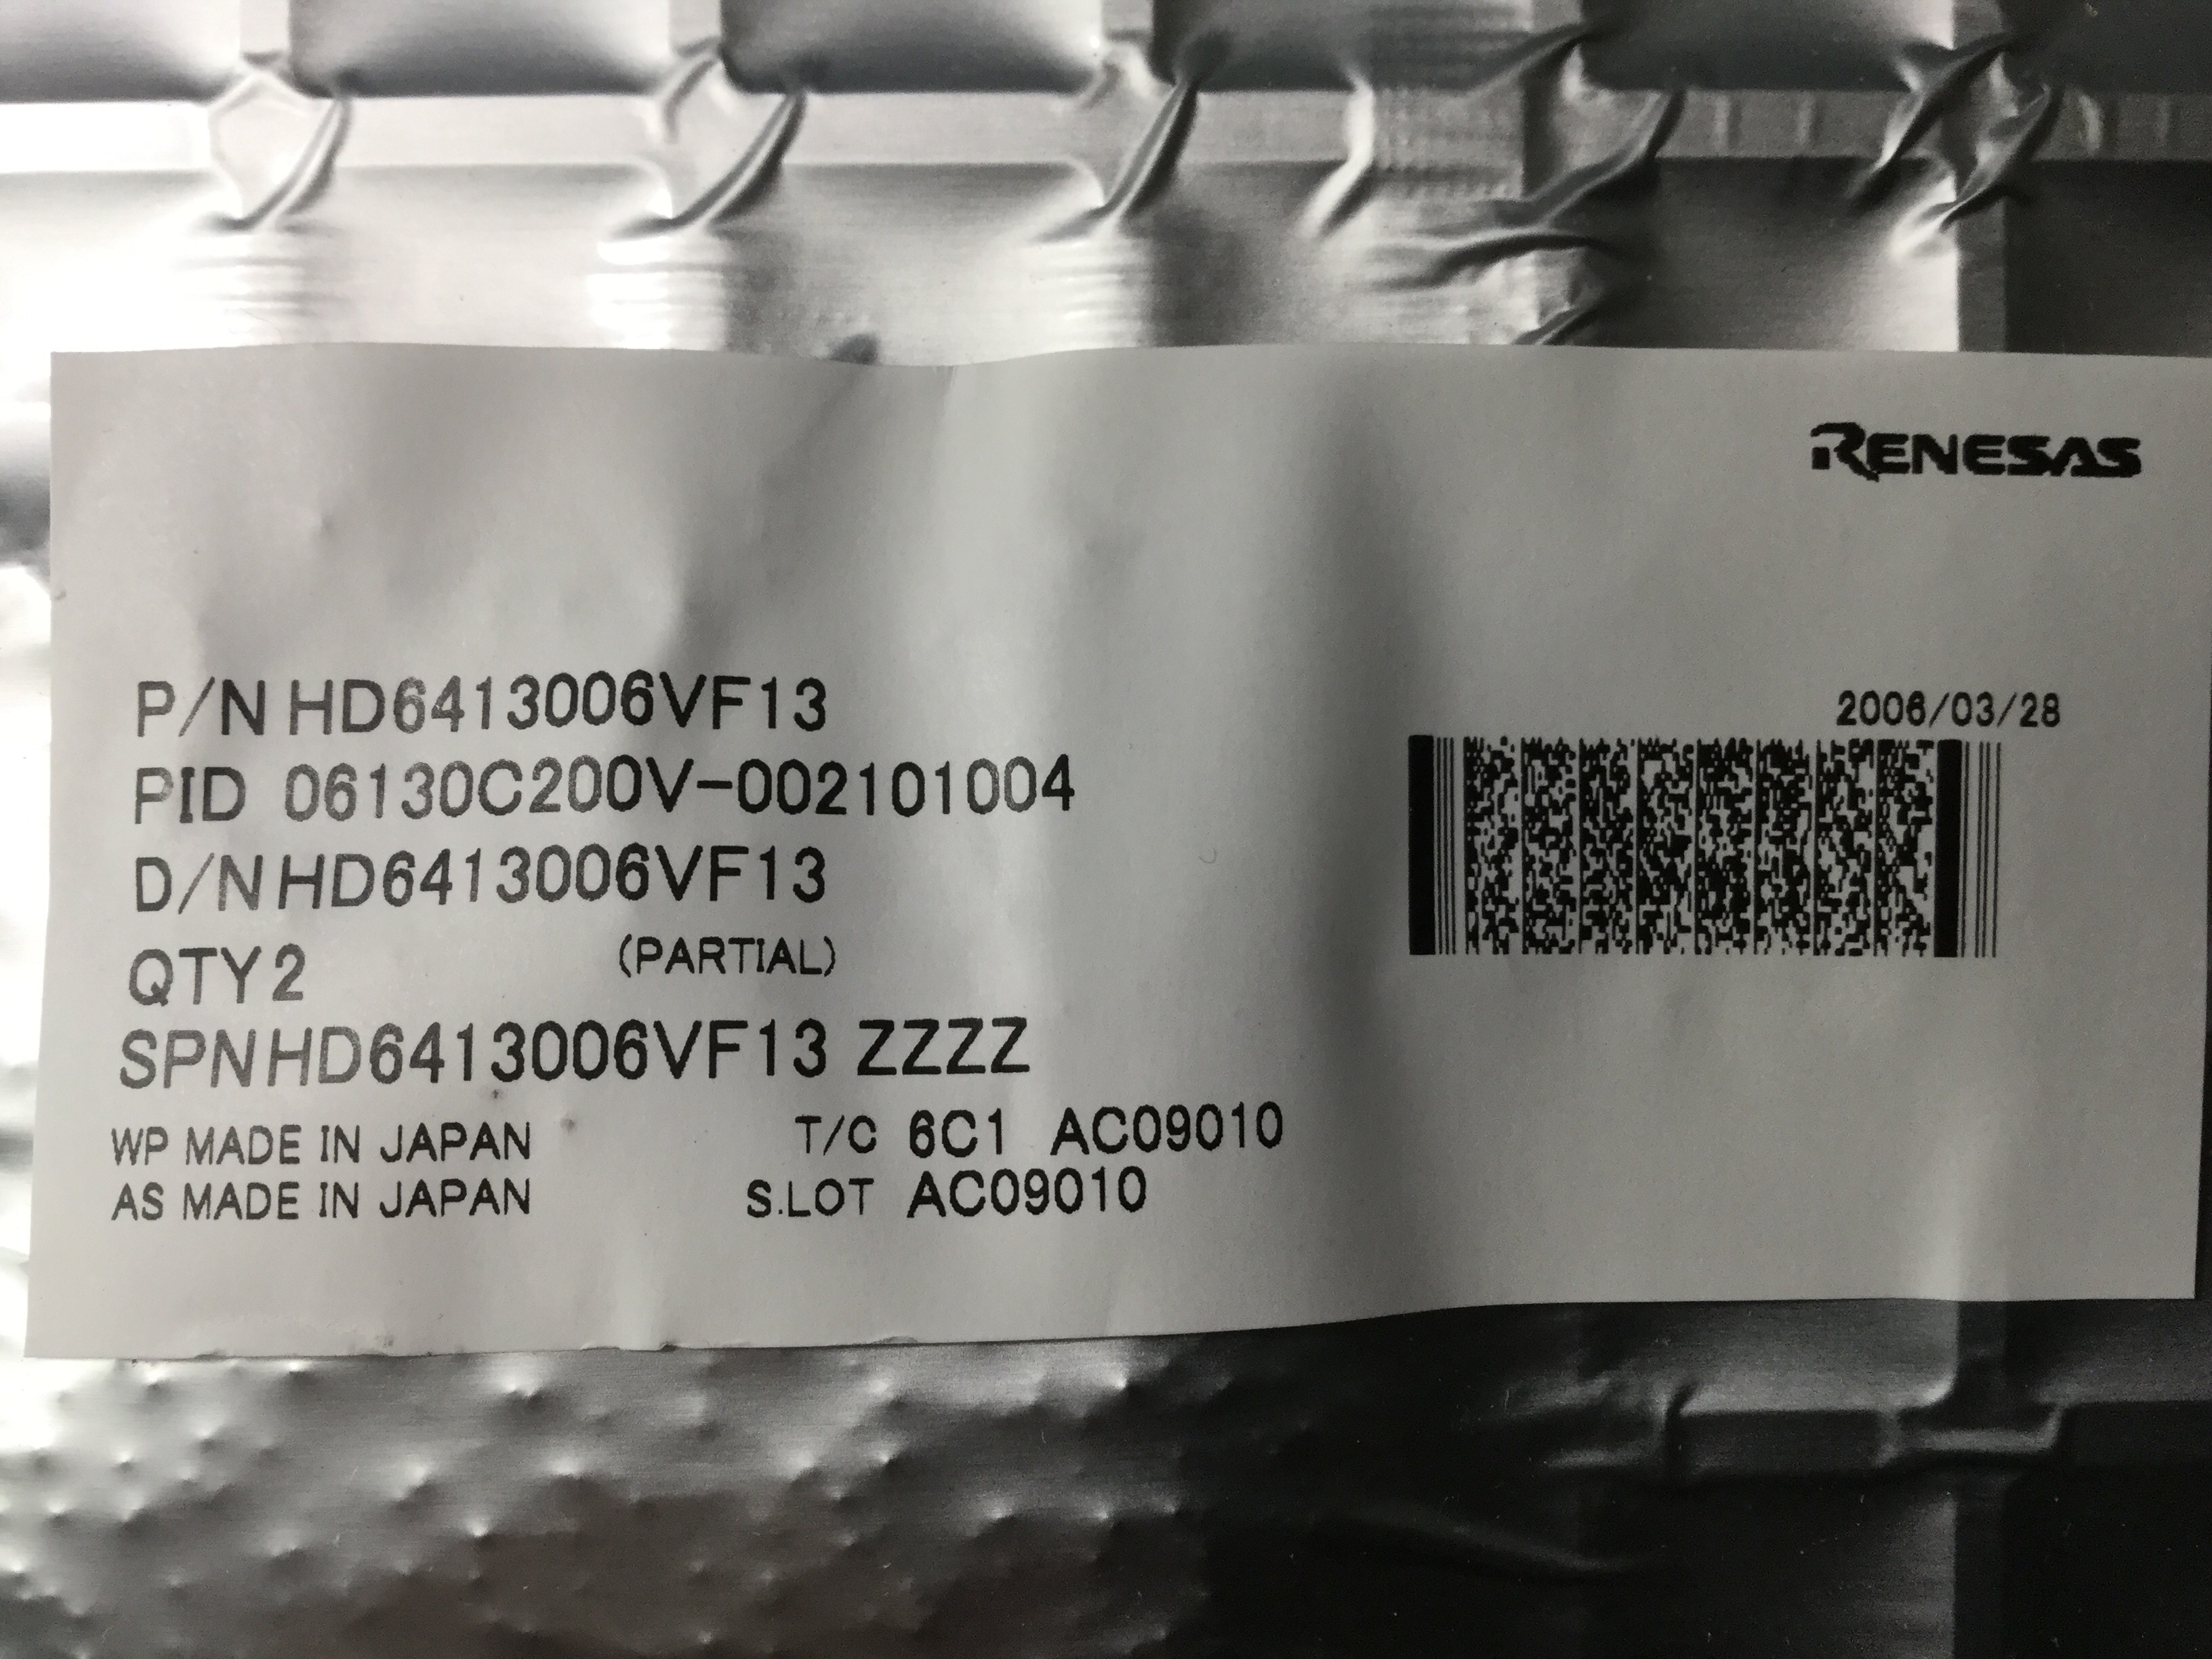 RENESAS
P/N HD6413006VF13
2006/03/28
PID 06130C200V-002101004
D/N HD6413006VF13
QTY 2 (PARTIAL)
SPN HD6413006VF13 ZZZZ
WP MADE IN JAPAN T/C 6C1 AC09010
AS MADE IN JAPAN S.LOT AC09010